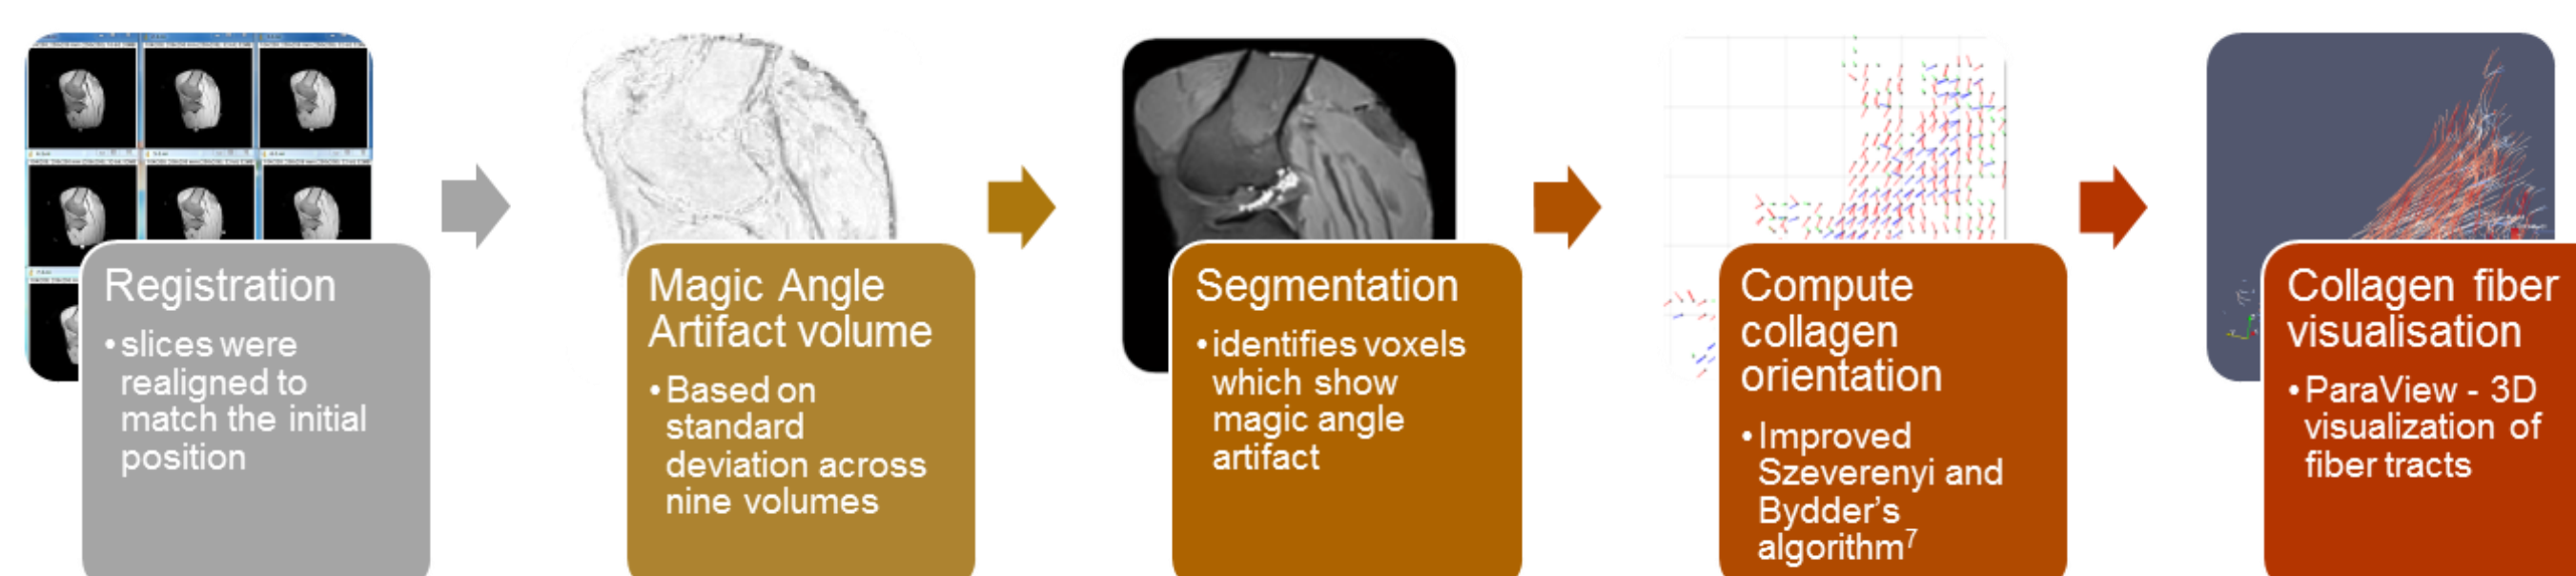 Registration
•slices were
realigned to
match the initial
position
Magic Angle
Artifact volume
•Based on
standard
deviation across
nine volumes
Segmentation
•identifies voxels
which show
magic angle
artifact
Compute
collagen
orientation
•Improved
Szeverenyi and
Bydder’s
algorithm⁷
Collagen fiber
visualisation
•ParaView - 3D
visualization of
fiber tracts